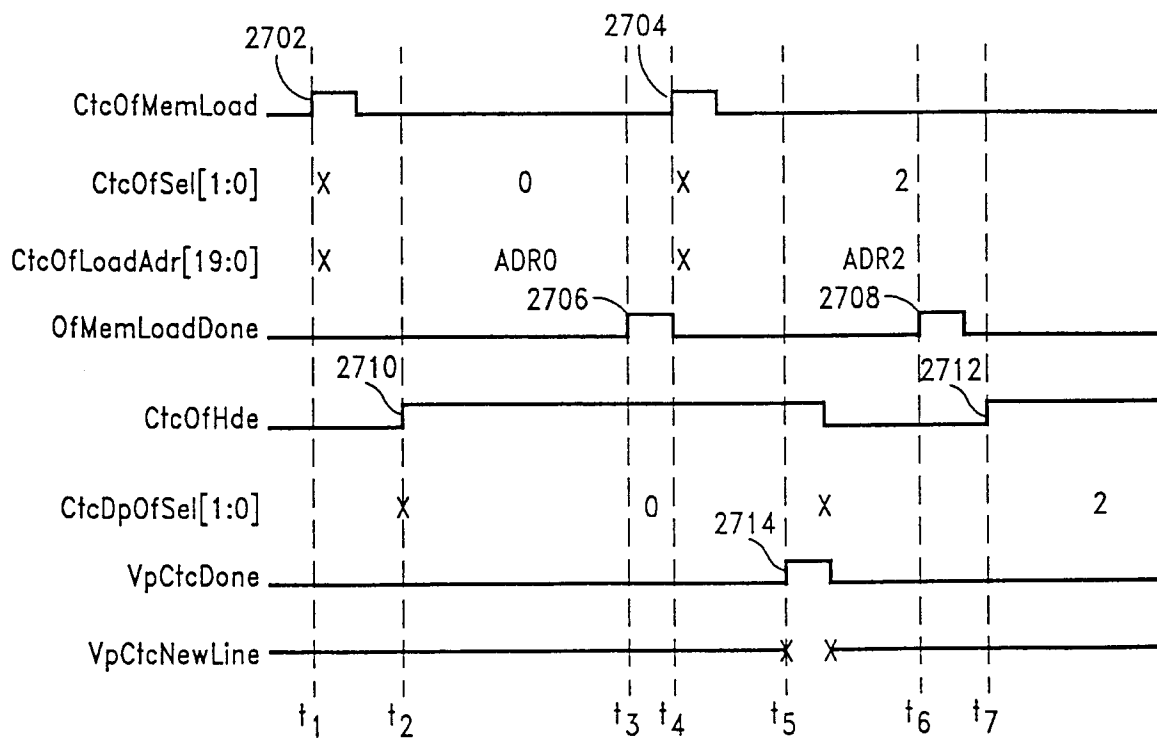 2702 2704
CtcOfMemLoad
CtcOfSel[1:0] X 0 X 2
CtcOfLoadAdr[19:0] X ADR0 X ADR2
2706 2708
OfMemLoadDone
2710 2712
CtcOfHde
CtcDpOfSel[1:0] X 0 X 2
2714
VpCtcDone
VpCtcNewLine X X
t1 t2 t3 t4 t5 t6 t7